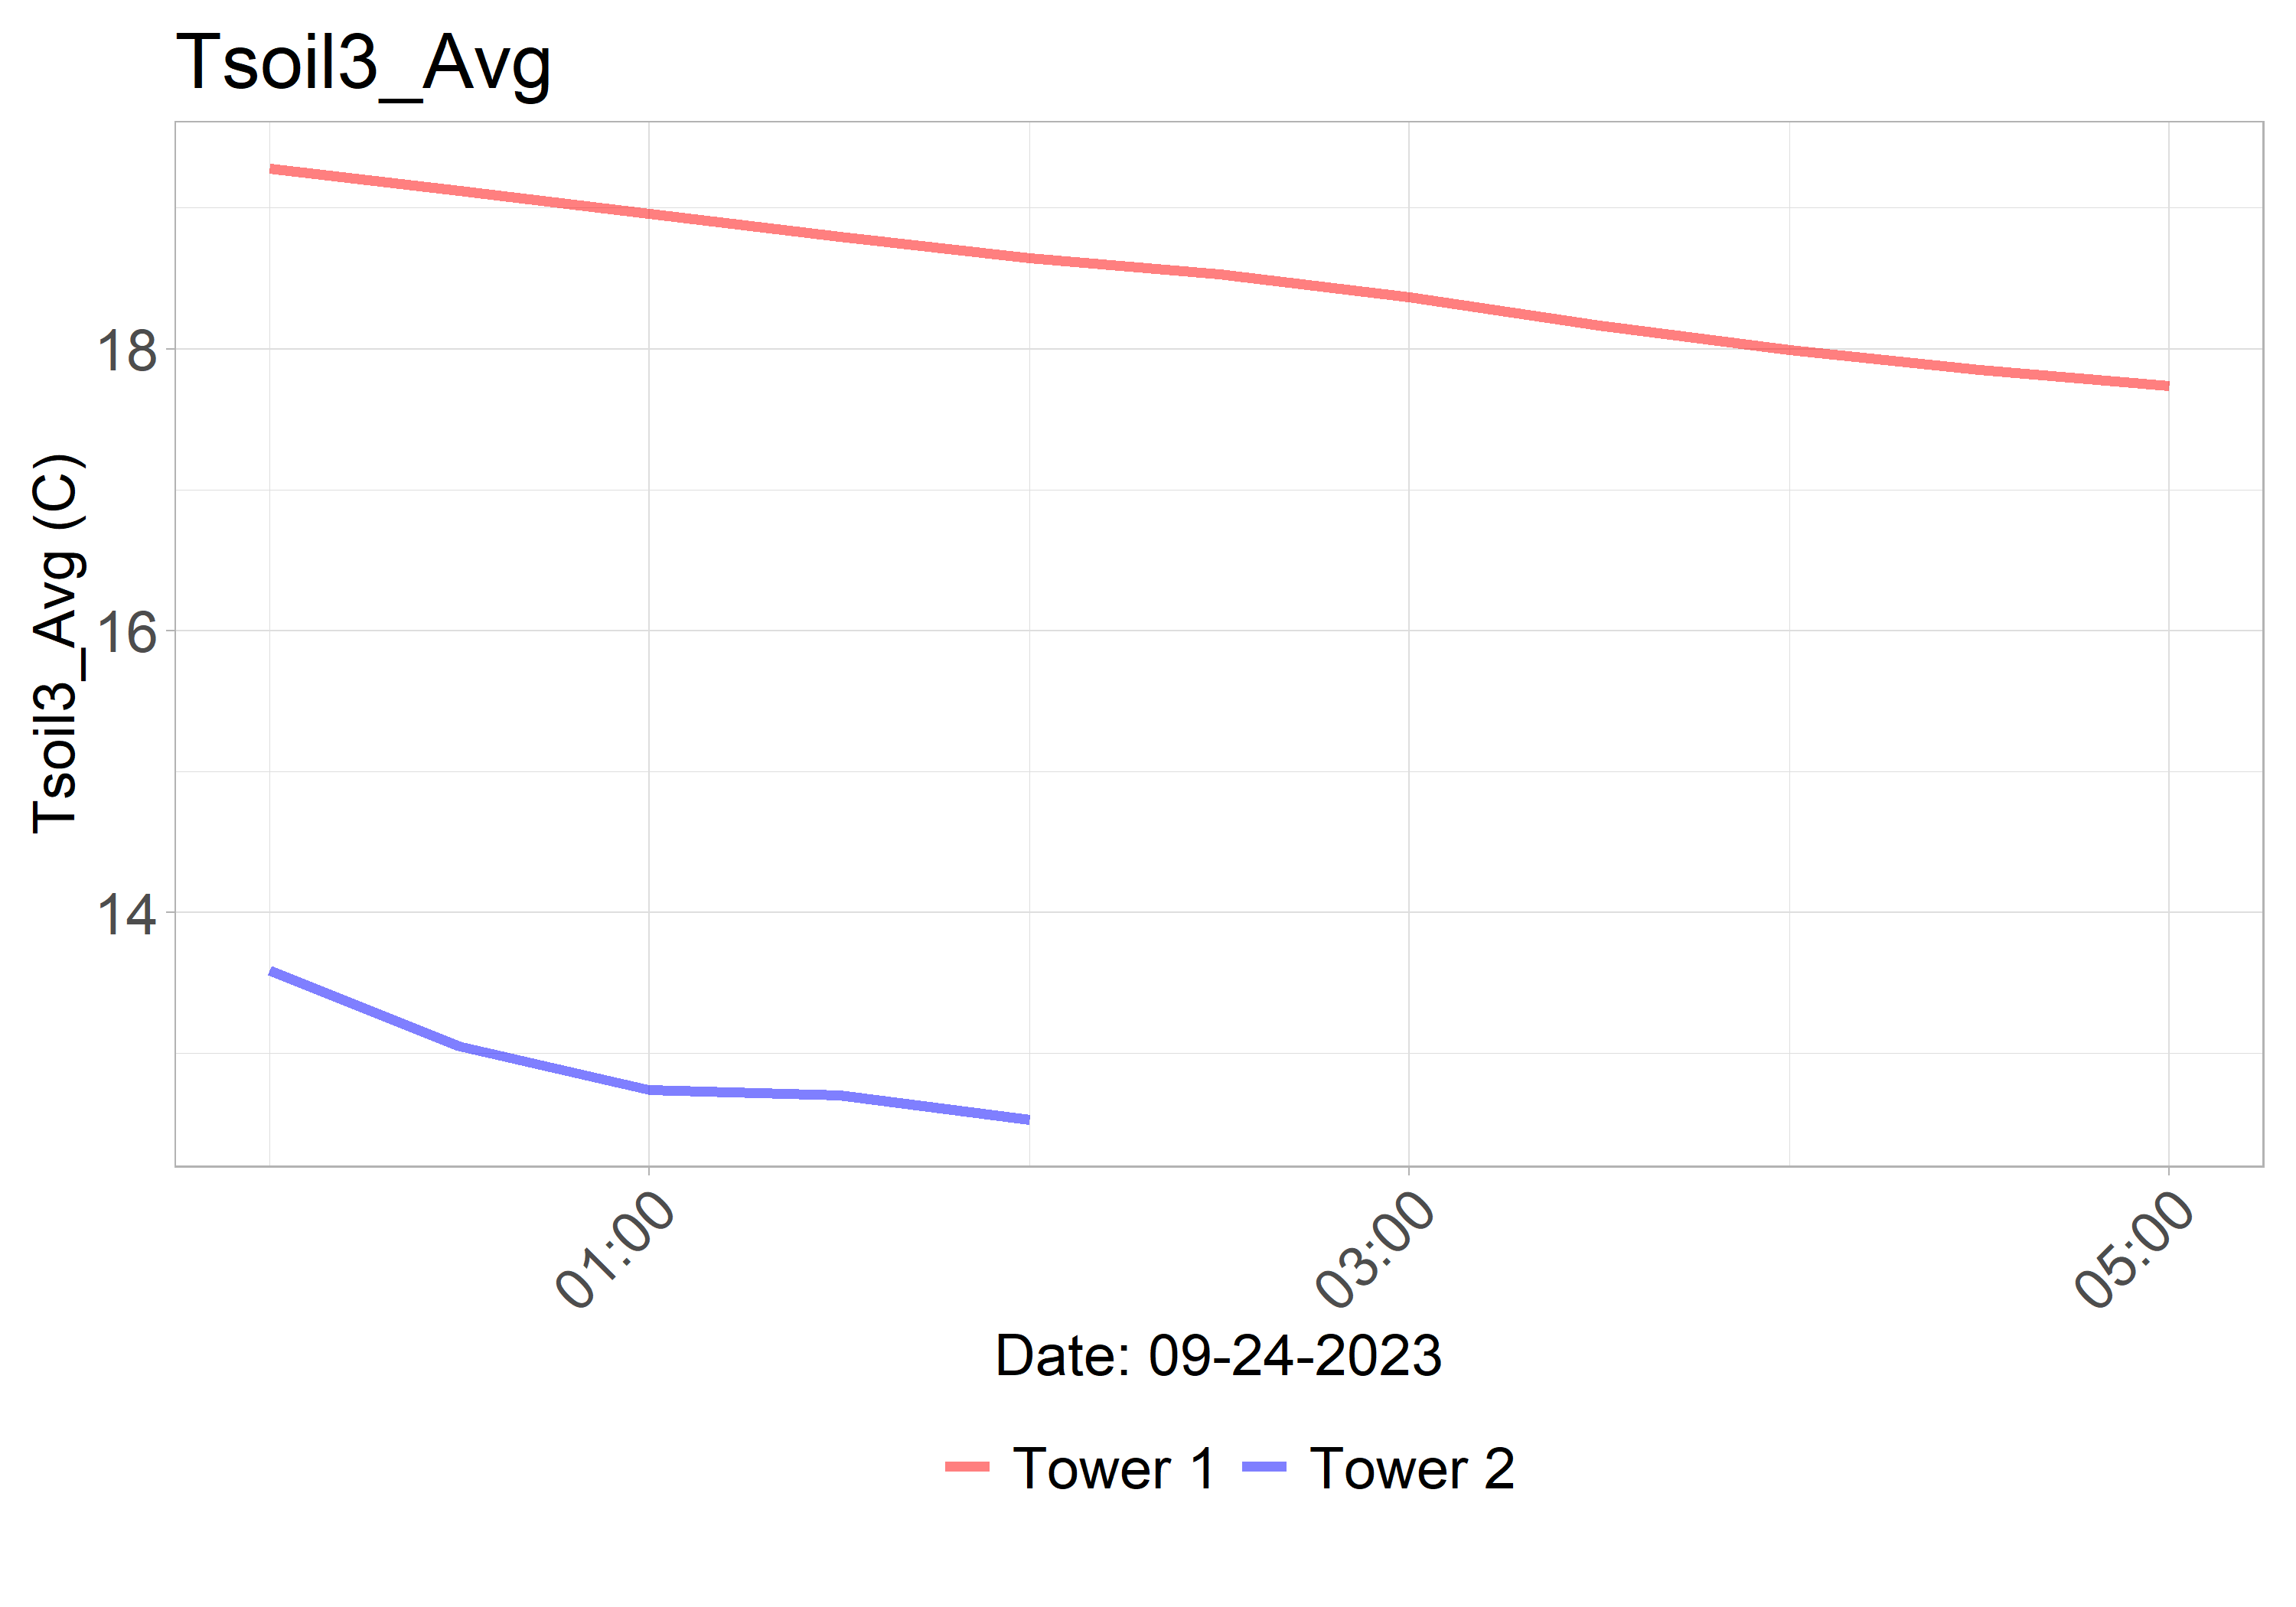 Tsoil3_Avg
Tsoil3_Avg (C)
18
16
14
01:00
03:00
05:00
Date: 09-24-2023
Tower 1
Tower 2